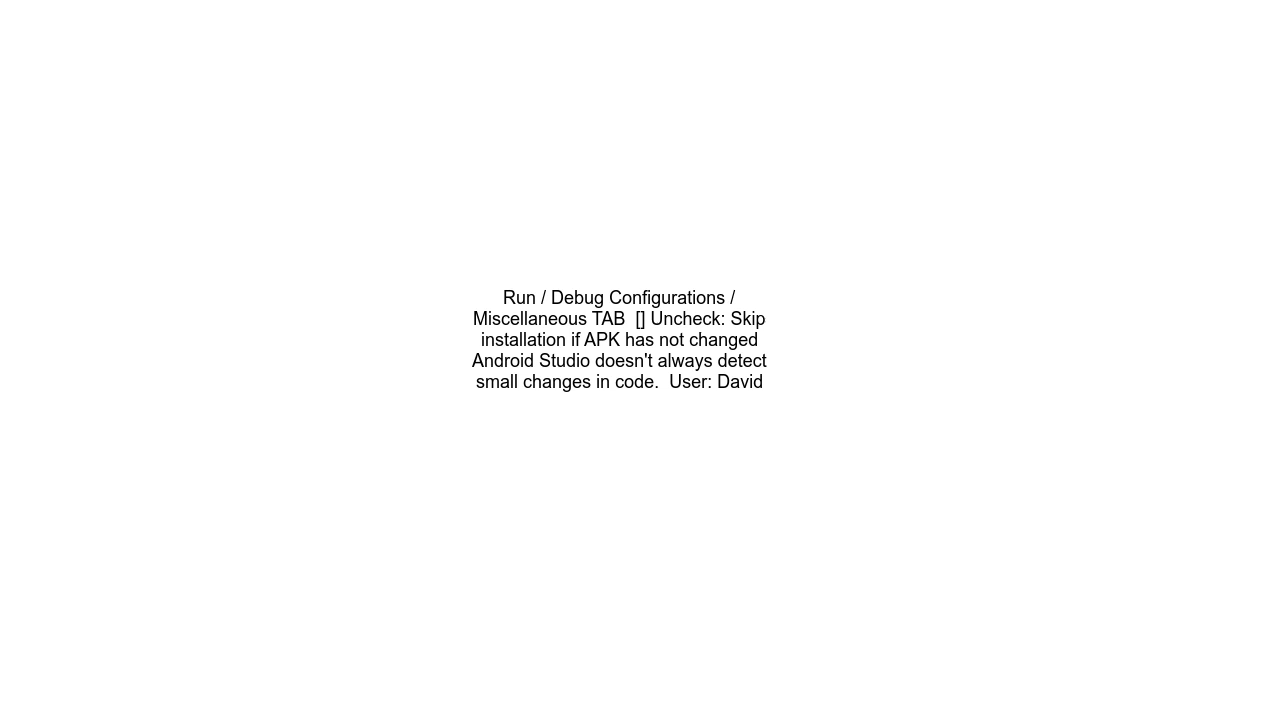 Run / Debug Configurations /
Miscellaneous TAB  [] Uncheck: Skip
installation if APK has not changed
Android Studio doesn't always detect
small changes in code.  User: David